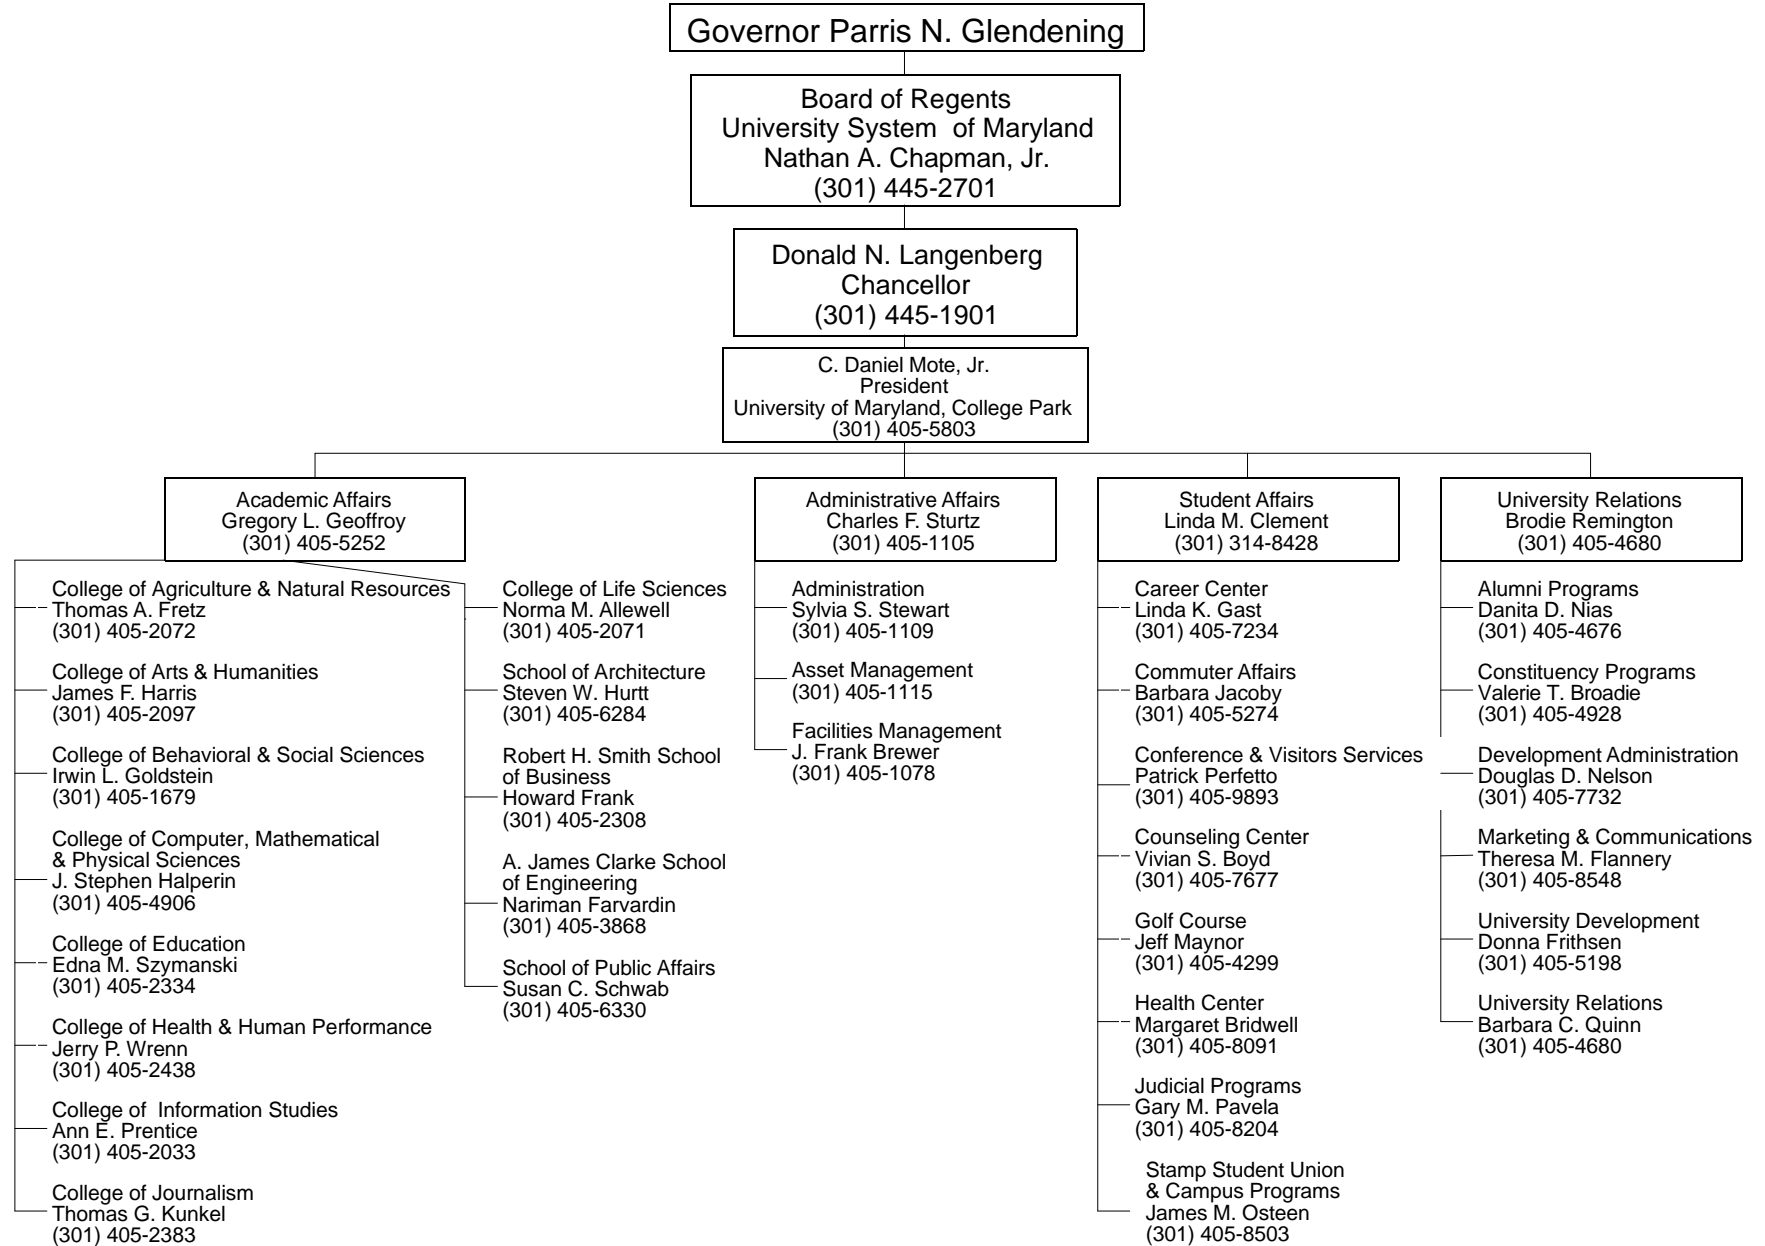 Governor Parris N. Glendening
Board of Regents
University System  of Maryland
Nathan A. Chapman, Jr.
(301) 445-2701
Donald N. Langenberg
Chancellor
(301) 445-1901
C. Daniel Mote, Jr.
President
University of Maryland, College Park
(301) 405-5803
Academic Affairs
Gregory L. Geoffroy
(301) 405-5252
College of Agriculture & Natural Resources
Thomas A. Fretz
(301) 405-2072
College of Arts & Humanities
James F. Harris
(301) 405-2097
College of Behavioral & Social Sciences
Irwin L. Goldstein
(301) 405-1679
College of Computer, Mathematical
& Physical Sciences
J. Stephen Halperin
(301) 405-4906
College of Education
Edna M. Szymanski
(301) 405-2334
College of Health & Human Performance
Jerry P. Wrenn
(301) 405-2438
College of  Information Studies
Ann E. Prentice
(301) 405-2033
College of Journalism
Thomas G. Kunkel
(301) 405-2383
College of Life Sciences
Norma M. Allewell
(301) 405-2071
School of Architecture
Steven W. Hurtt
(301) 405-6284
Robert H. Smith School
of Business
Howard Frank
(301) 405-2308
A. James Clarke School
of Engineering
Nariman Farvardin
(301) 405-3868
School of Public Affairs
Susan C. Schwab
(301) 405-6330
Administrative Affairs
Charles F. Sturtz
(301) 405-1105
Administration
Sylvia S. Stewart
(301) 405-1109
Asset Management
(301) 405-1115
Facilities Management
J. Frank Brewer
(301) 405-1078
Student Affairs
Linda M. Clement
(301) 314-8428
Career Center
Linda K. Gast
(301) 405-7234
Commuter Affairs
Barbara Jacoby
(301) 405-5274
Conference & Visitors Services
Patrick Perfetto
(301) 405-9893
Counseling Center
Vivian S. Boyd
(301) 405-7677
Golf Course
Jeff Maynor
(301) 405-4299
Health Center
Margaret Bridwell
(301) 405-8091
Judicial Programs
Gary M. Pavela
(301) 405-8204
Stamp Student Union
& Campus Programs
James M. Osteen
(301) 405-8503
University Relations
Brodie Remington
(301) 405-4680
Alumni Programs
Danita D. Nias
(301) 405-4676
Constituency Programs
Valerie T. Broadie
(301) 405-4928
Development Administration
Douglas D. Nelson
(301) 405-7732
Marketing & Communications
Theresa M. Flannery
(301) 405-8548
University Development
Donna Frithsen
(301) 405-5198
University Relations
Barbara C. Quinn
(301) 405-4680